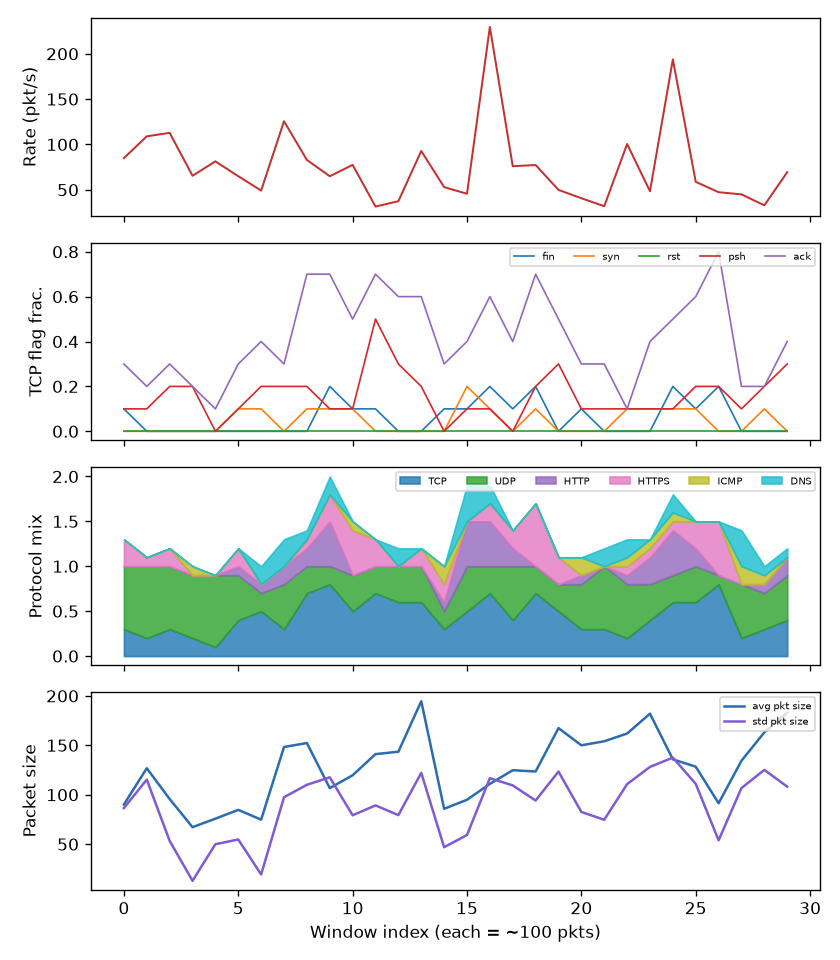 Rate (pkt/s)
200
150
100
50
TCP flag frac.
0.8
0.6
0.4
0.2
0.0
fin syn rst psh ack
Protocol mix
2.0
1.5
1.0
0.5
0.0
TCP UDP HTTP HTTPS ICMP DNS
Packet size
200
150
100
50
avg pkt size
std pkt size
0 5 10 15 20 25 30
Window index (each = ~100 pkts)